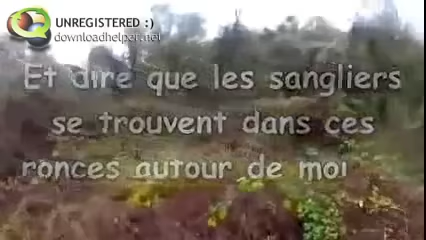 UNREGISTERED :)
downloadhelper.net
Et dire que les sangliers
se trouvent dans ces
ronces autour de moi